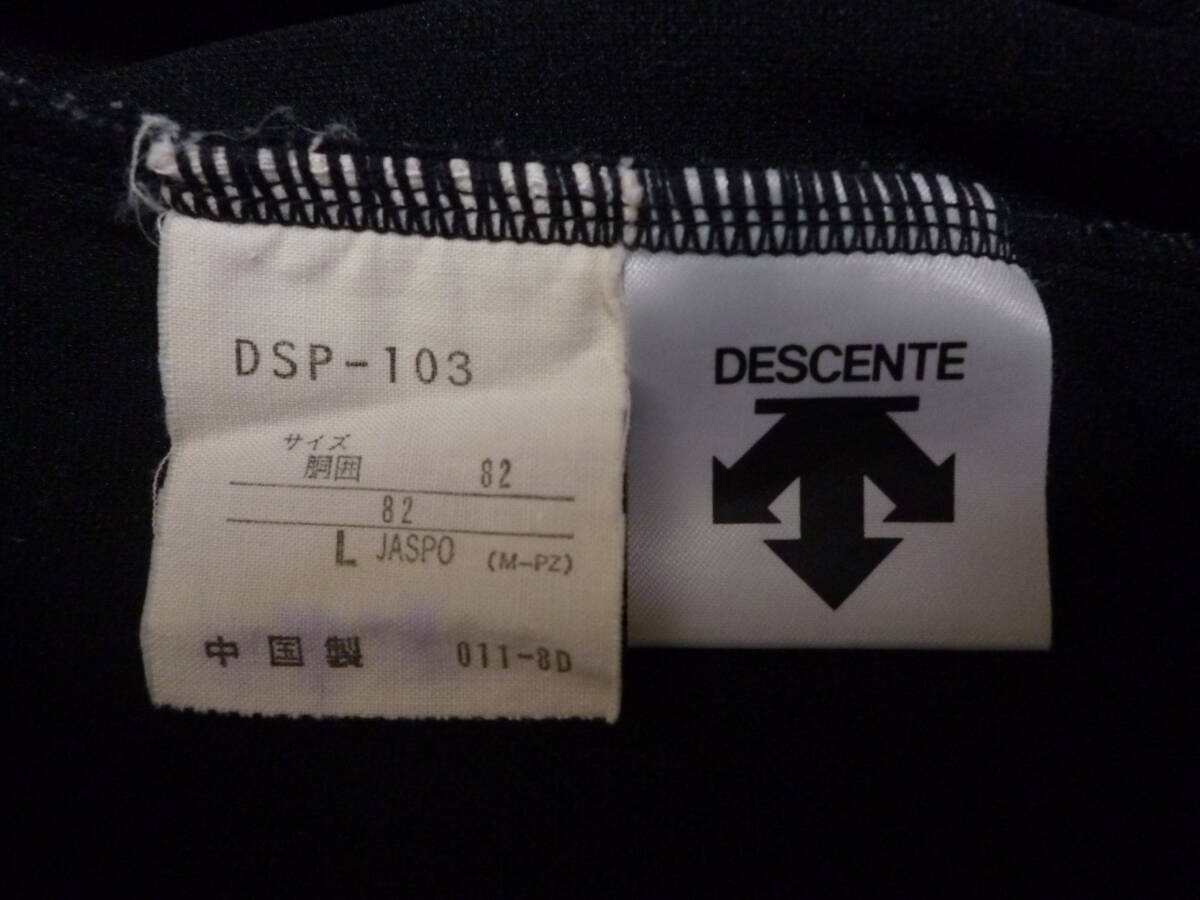 DSP-103
サイズ
胴囲 82
82
L JASPO (M-PZ)
中国製 011-8D
DESCENTE